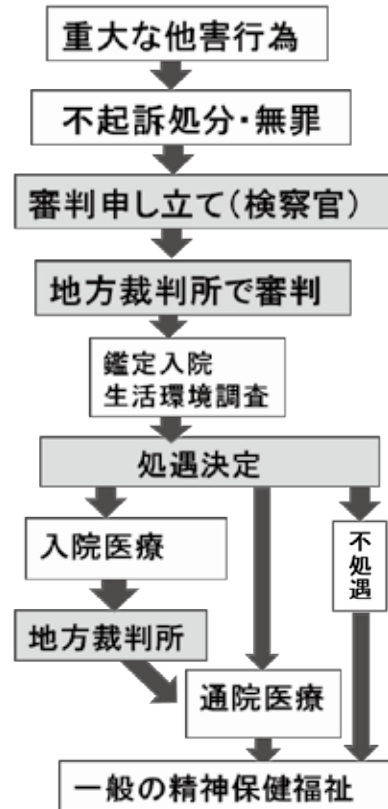 重大な他害行為
不起訴処分・無罪
審判申し立て（検察官）
地方裁判所で審判
鑑定入院
生活環境調査
処遇決定
入院医療
不処遇
地方裁判所
通院医療
一般の精神保健福祉